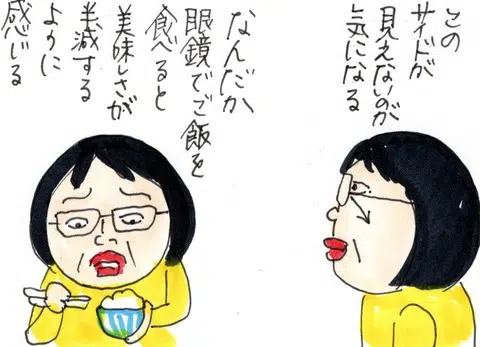 この
サイドが
見えないのが
気になる
なんだか
眼鏡でご飯を
食べると
美味しさが
半減する
ように
感じる